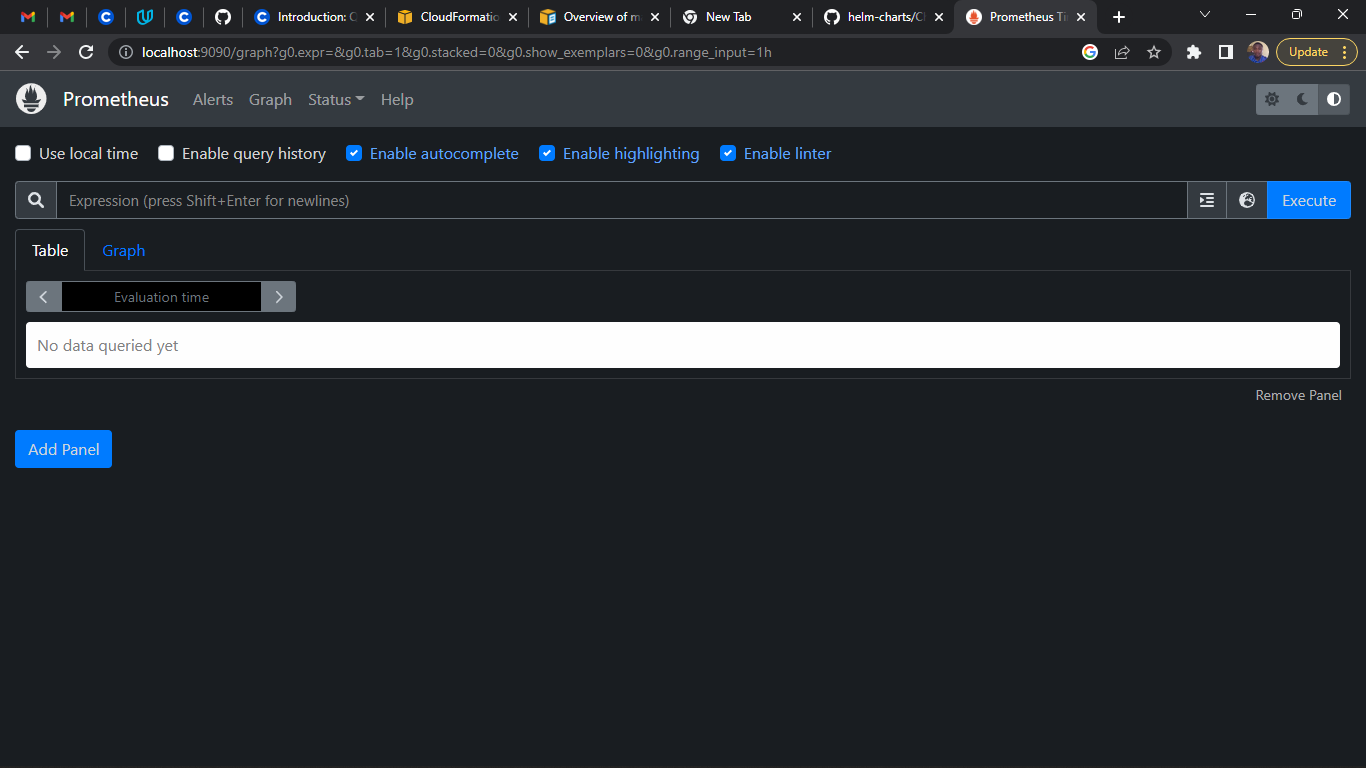 Introduction: C
CloudFormatio
Overview of m
New Tab
helm-charts/C
Prometheus Ti
localhost:9090/graph?g0.expr=&g0.tab=1&g0.stacked=0&g0.show_exemplars=0&g0.range_input=1h
Update
Prometheus Alerts Graph Status Help
Use local time Enable query history Enable autocomplete Enable highlighting Enable linter
Expression (press Shift+Enter for newlines) Execute
Table Graph
Evaluation time
No data queried yet
Remove Panel
Add Panel